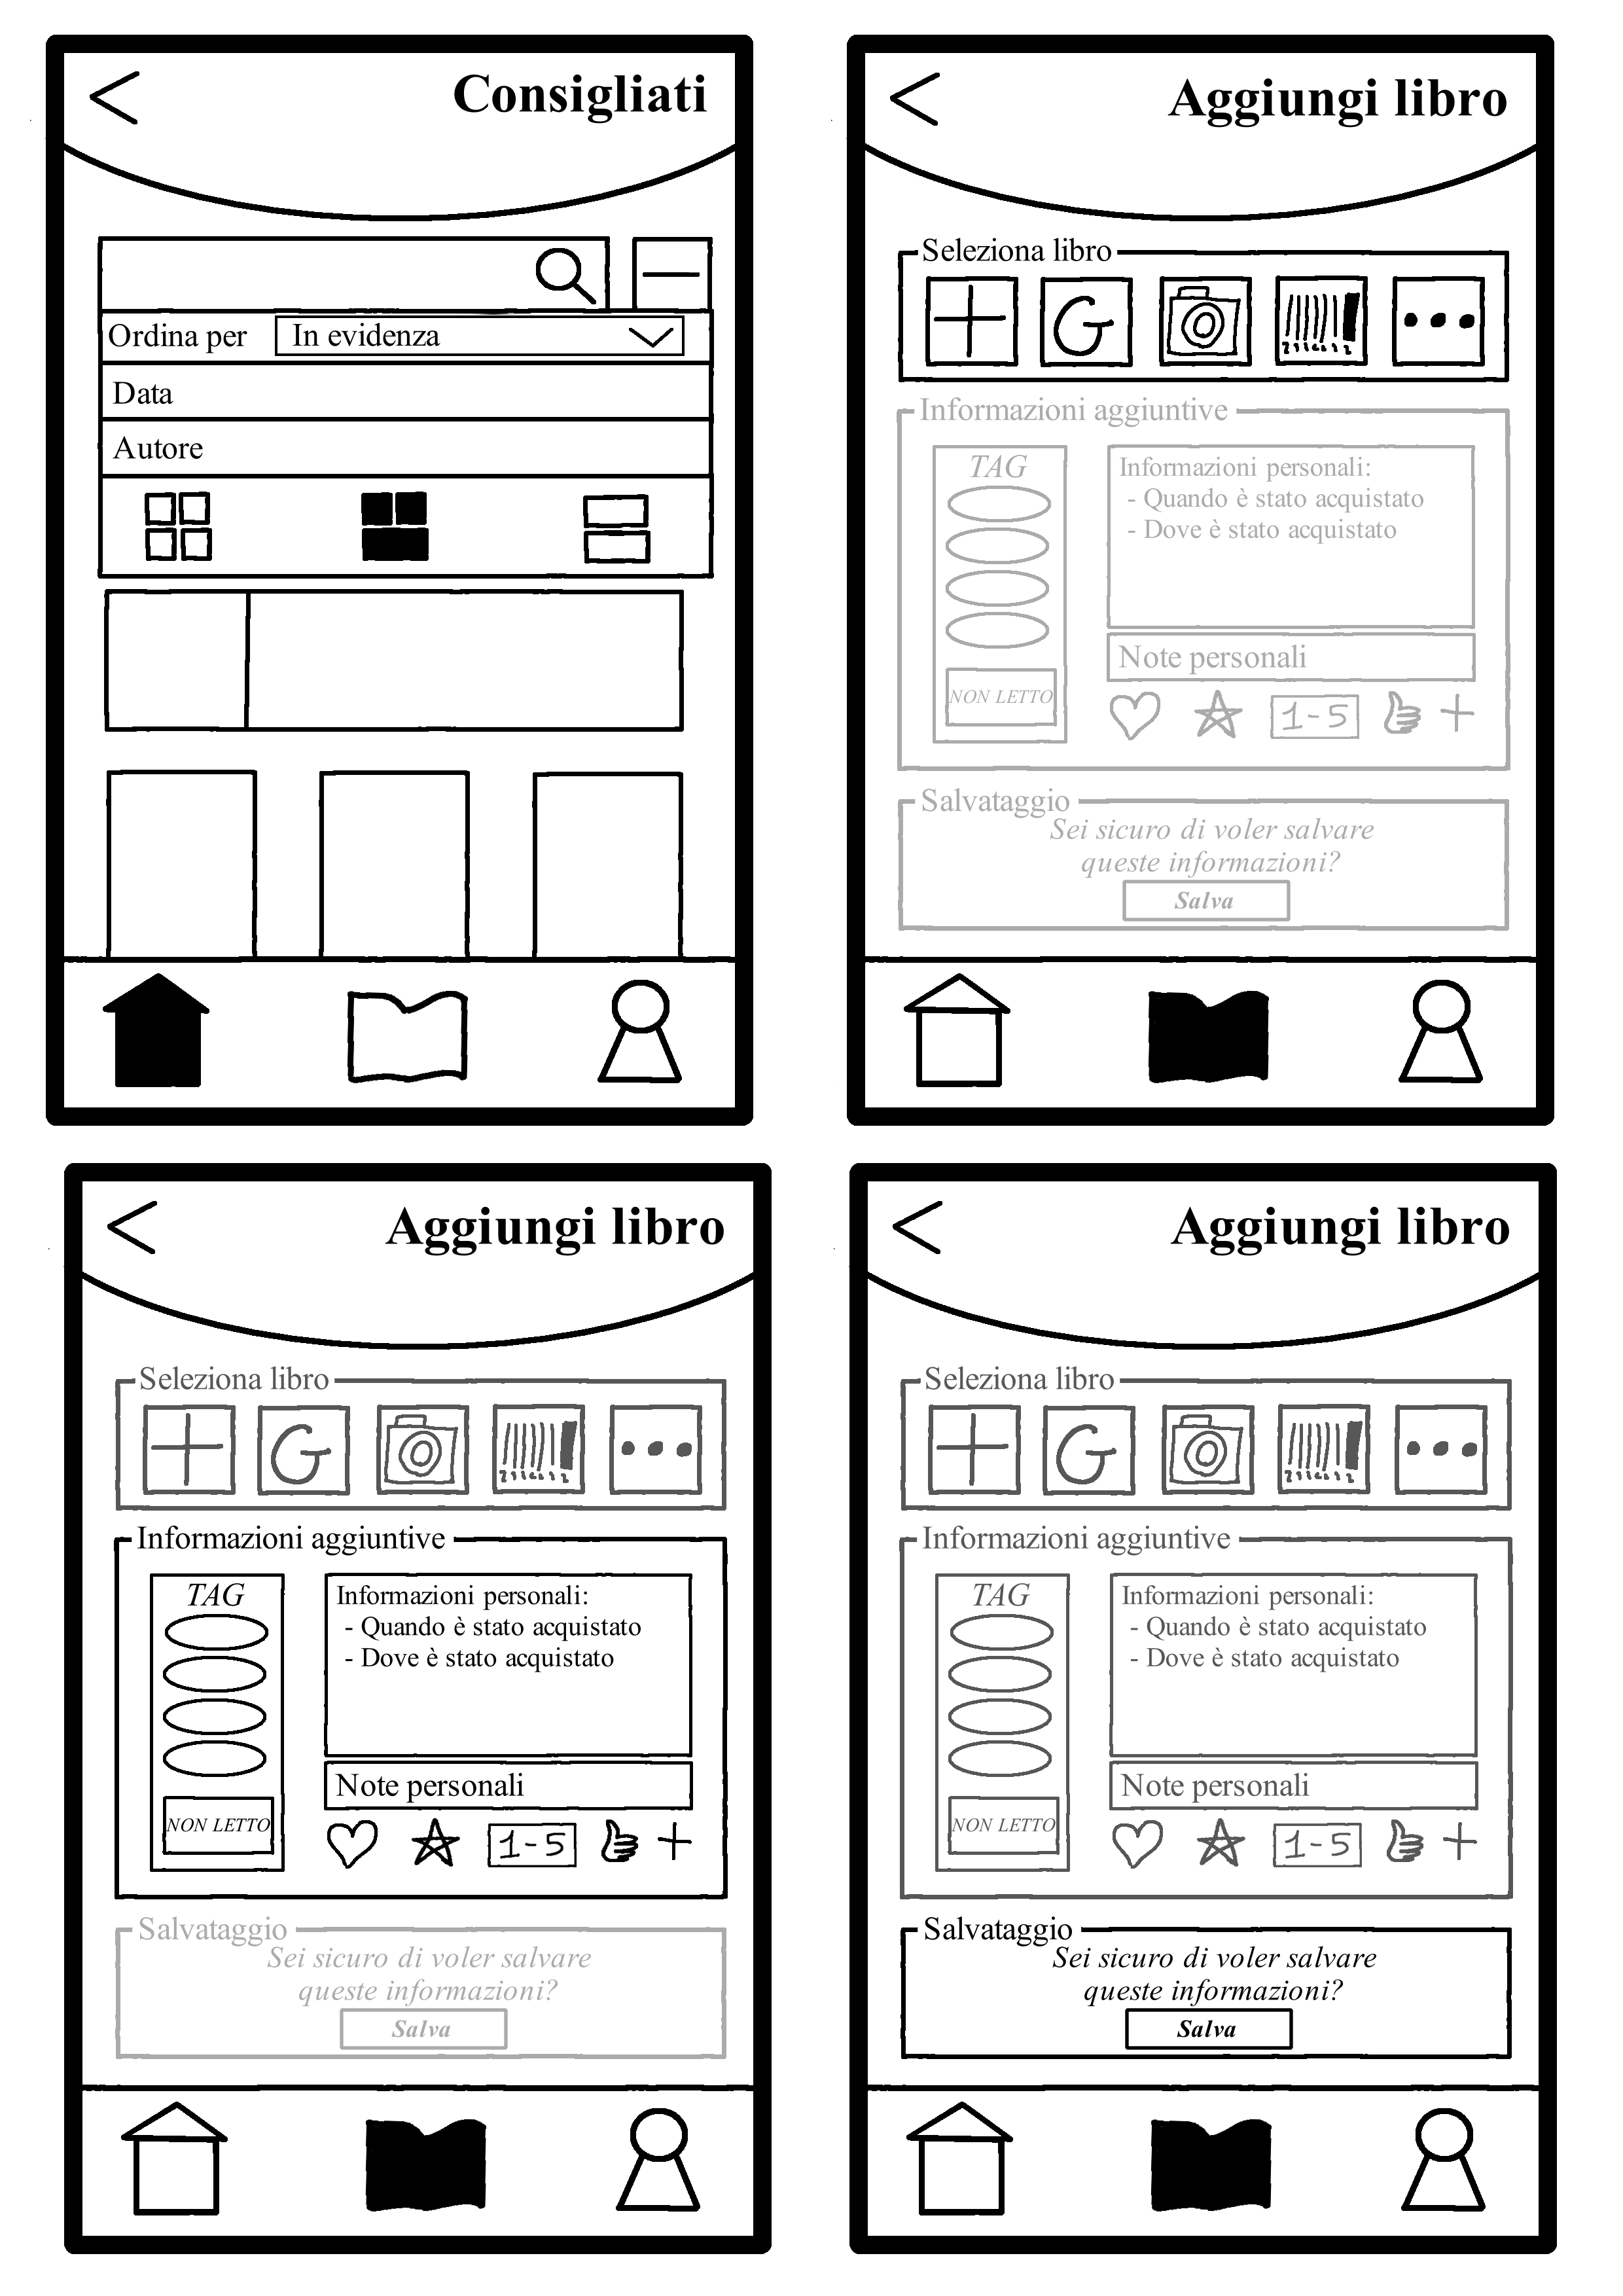 Consigliati
Ordina per
In evidenza
Data
Autore
Aggiungi libro
Seleziona libro
G
Informazioni aggiuntive
TAG
NON LETTO
Informazioni personali:
- Quando è stato acquistato
- Dove è stato acquistato
Note personali
1-5
Salvataggio
Sei sicuro di voler salvare
queste informazioni?
Salva
Aggiungi libro
Seleziona libro
G
Informazioni aggiuntive
TAG
NON LETTO
Informazioni personali:
- Quando è stato acquistato
- Dove è stato acquistato
Note personali
1-5
Salvataggio
Sei sicuro di voler salvare
queste informazioni?
Salva
Aggiungi libro
Seleziona libro
G
Informazioni aggiuntive
TAG
NON LETTO
Informazioni personali:
- Quando è stato acquistato
- Dove è stato acquistato
Note personali
1-5
Salvataggio
Sei sicuro di voler salvare
queste informazioni?
Salva